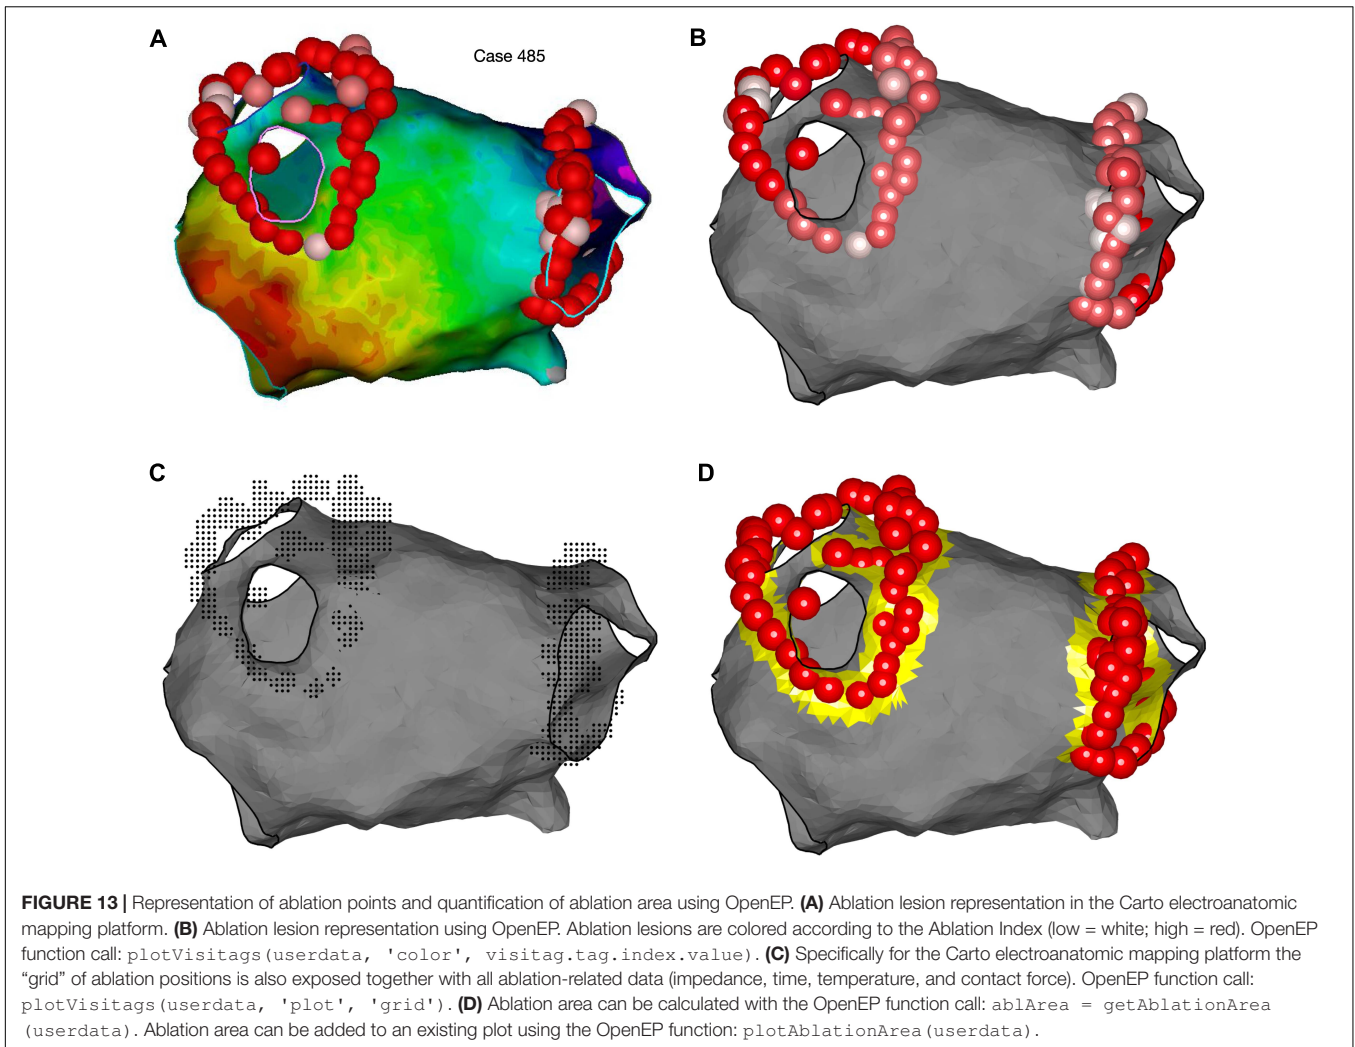 A
Case 485
B
C
D
FIGURE 13 | Representation of ablation points and quantification of ablation area using OpenEP. (A) Ablation lesion representation in the Carto electroanatomic
mapping platform. (B) Ablation lesion representation using OpenEP. Ablation lesions are colored according to the Ablation Index (low = white; high = red). OpenEP
function call: plotVisitags(userdata, 'color', visitag.tag.index.value). (C) Specifically for the Carto electroanatomic mapping platform the
“grid” of ablation positions is also exposed together with all ablation-related data (impedance, time, temperature, and contact force). OpenEP function call:
plotVisitags(userdata, 'plot', 'grid'). (D) Ablation area can be calculated with the OpenEP function call: ablArea = getAblationArea
(userdata). Ablation area can be added to an existing plot using the OpenEP function: plotAblationArea(userdata).